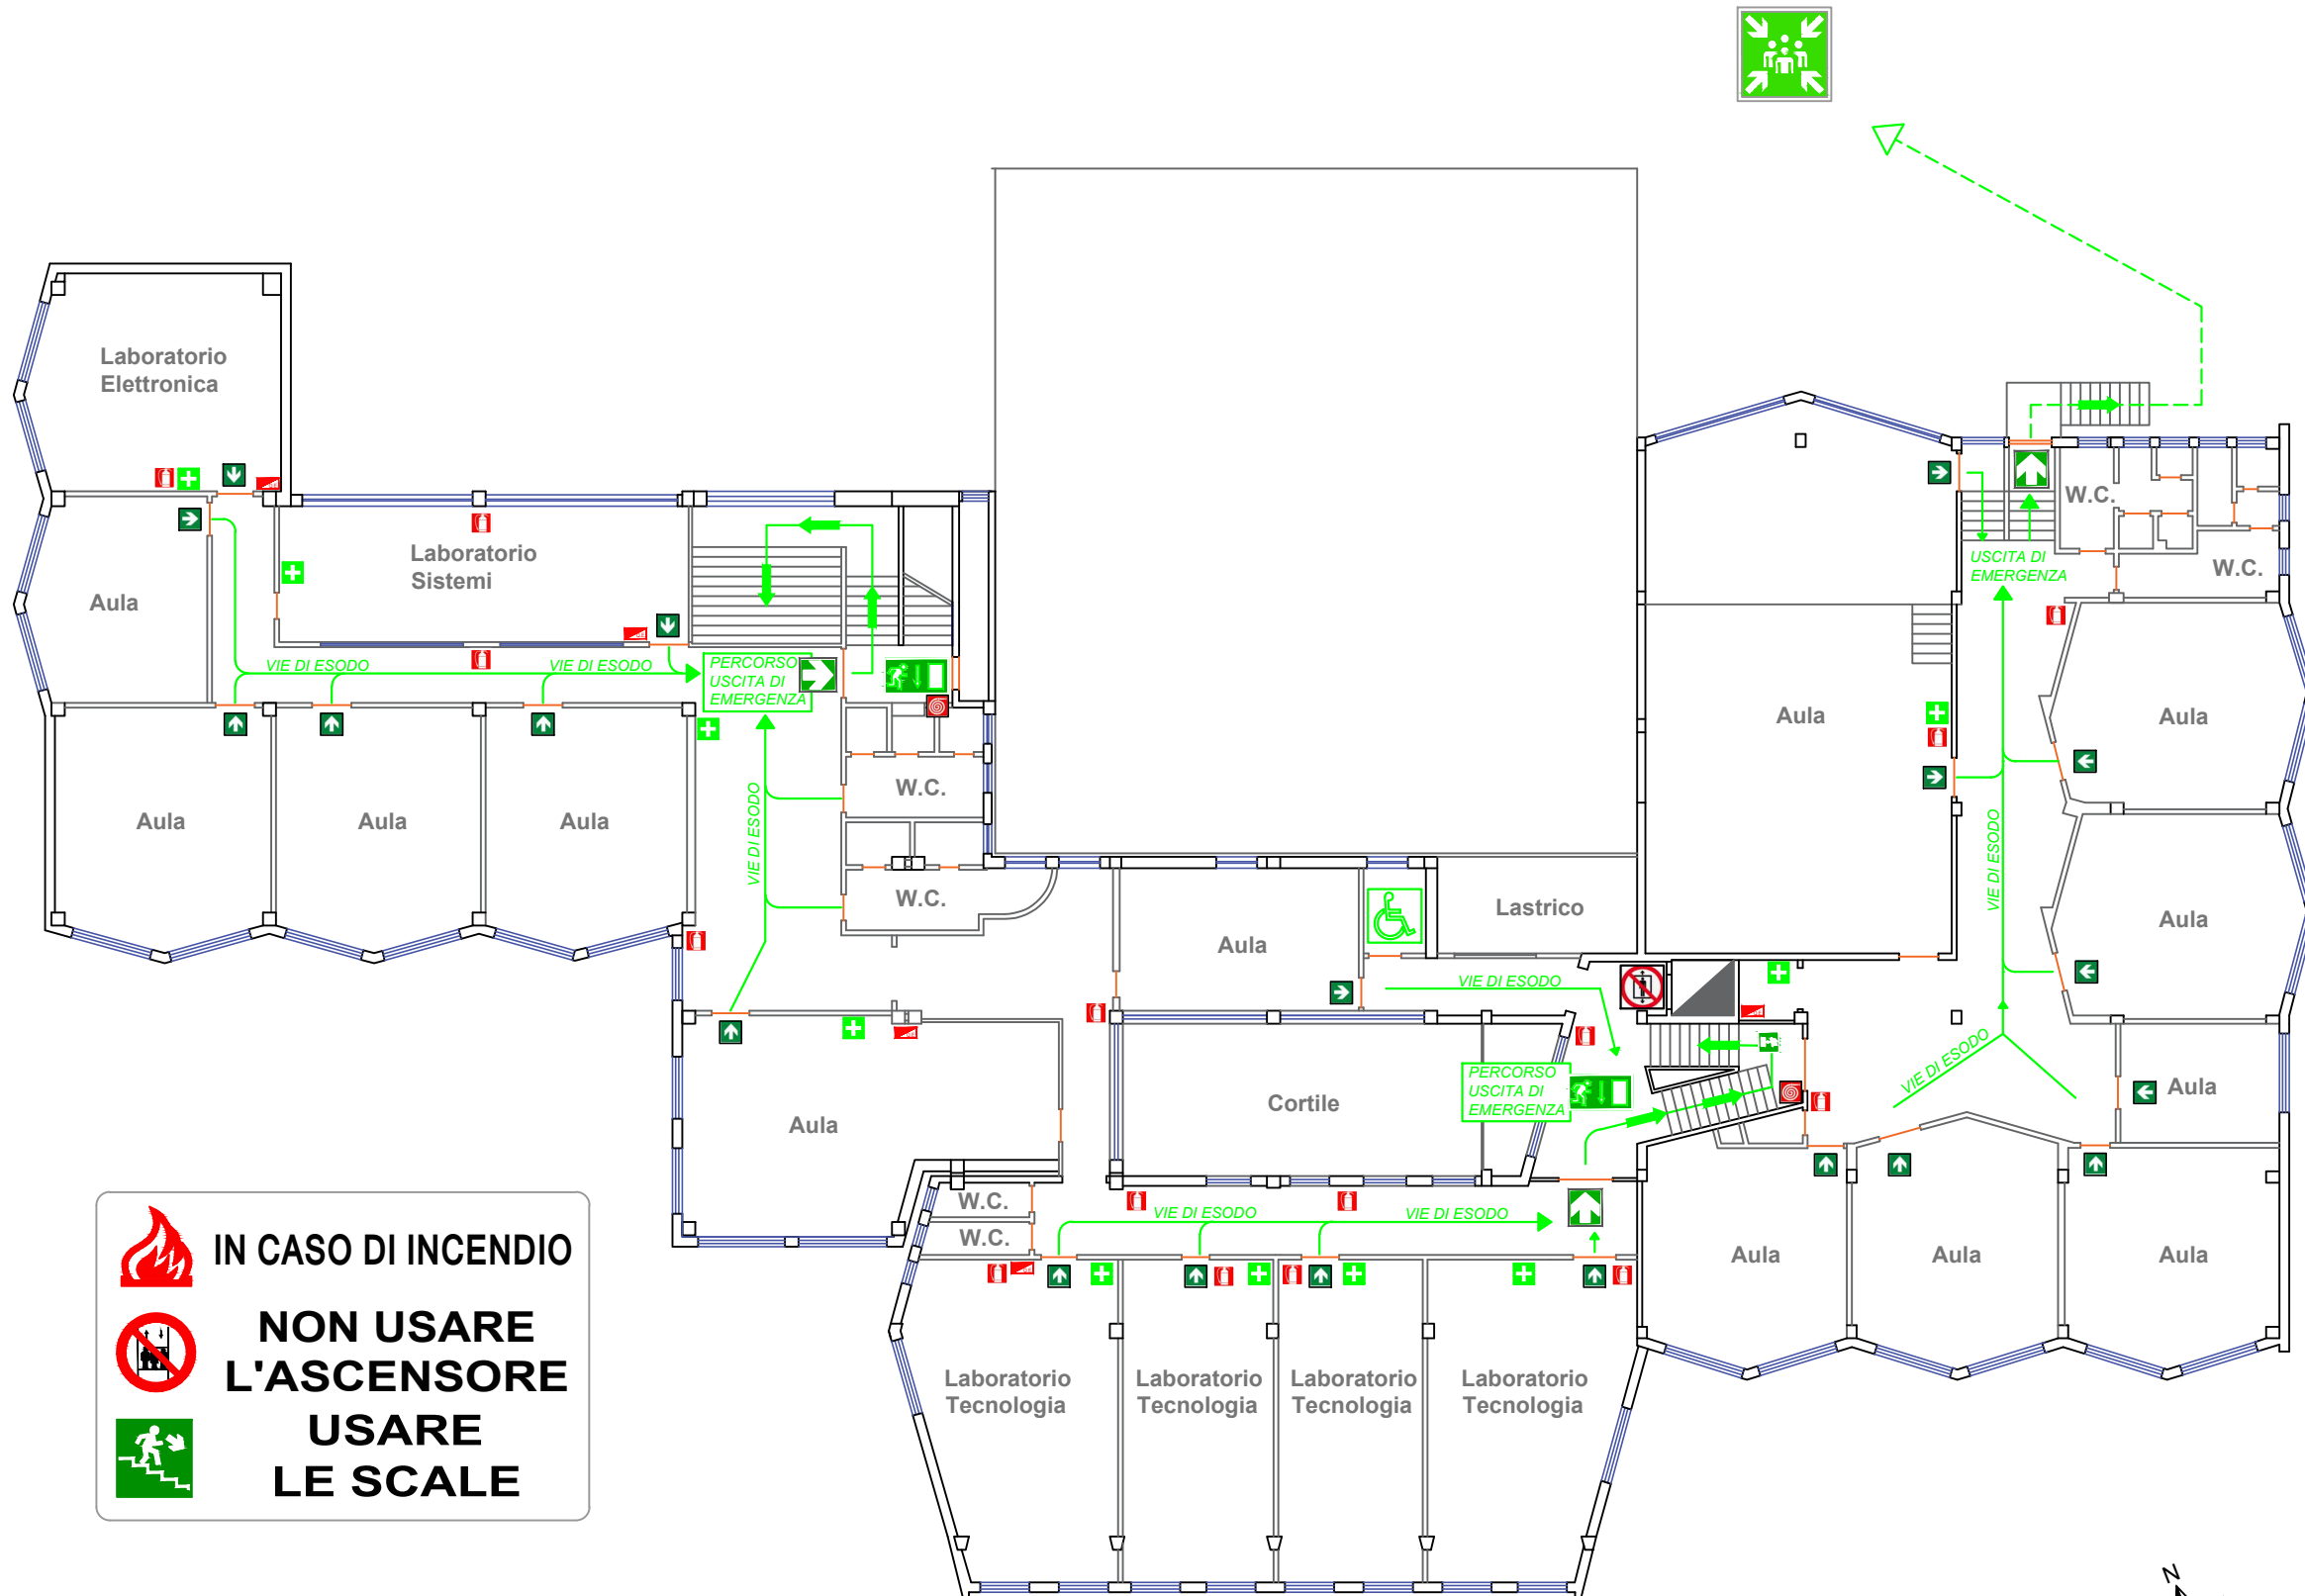 Laboratorio
Elettronica
Laboratorio
Sistemi
Aula
W.C.
USCITA DI
EMERGENZA
W.C.
VIE DI ESODO
VIE DI ESODO
PERCORSO
USCITA DI
EMERGENZA
Aula
Aula
Aula
Aula
Aula
VIE DI ESODO
W.C.
W.C.
Aula
Lastrico
VIE DI ESODO
Aula
VIE DI ESODO
VIE DI ESODO
Aula
Aula
Cortile
PERCORSO
USCITA DI
EMERGENZA
Aula
W.C.
W.C.
VIE DI ESODO
VIE DI ESODO
Aula
Aula
Aula
Laboratorio
Tecnologia
Laboratorio
Tecnologia
Laboratorio
Tecnologia
Laboratorio
Tecnologia
IN CASO DI INCENDIO
NON USARE
L'ASCENSORE
USARE
LE SCALE
N